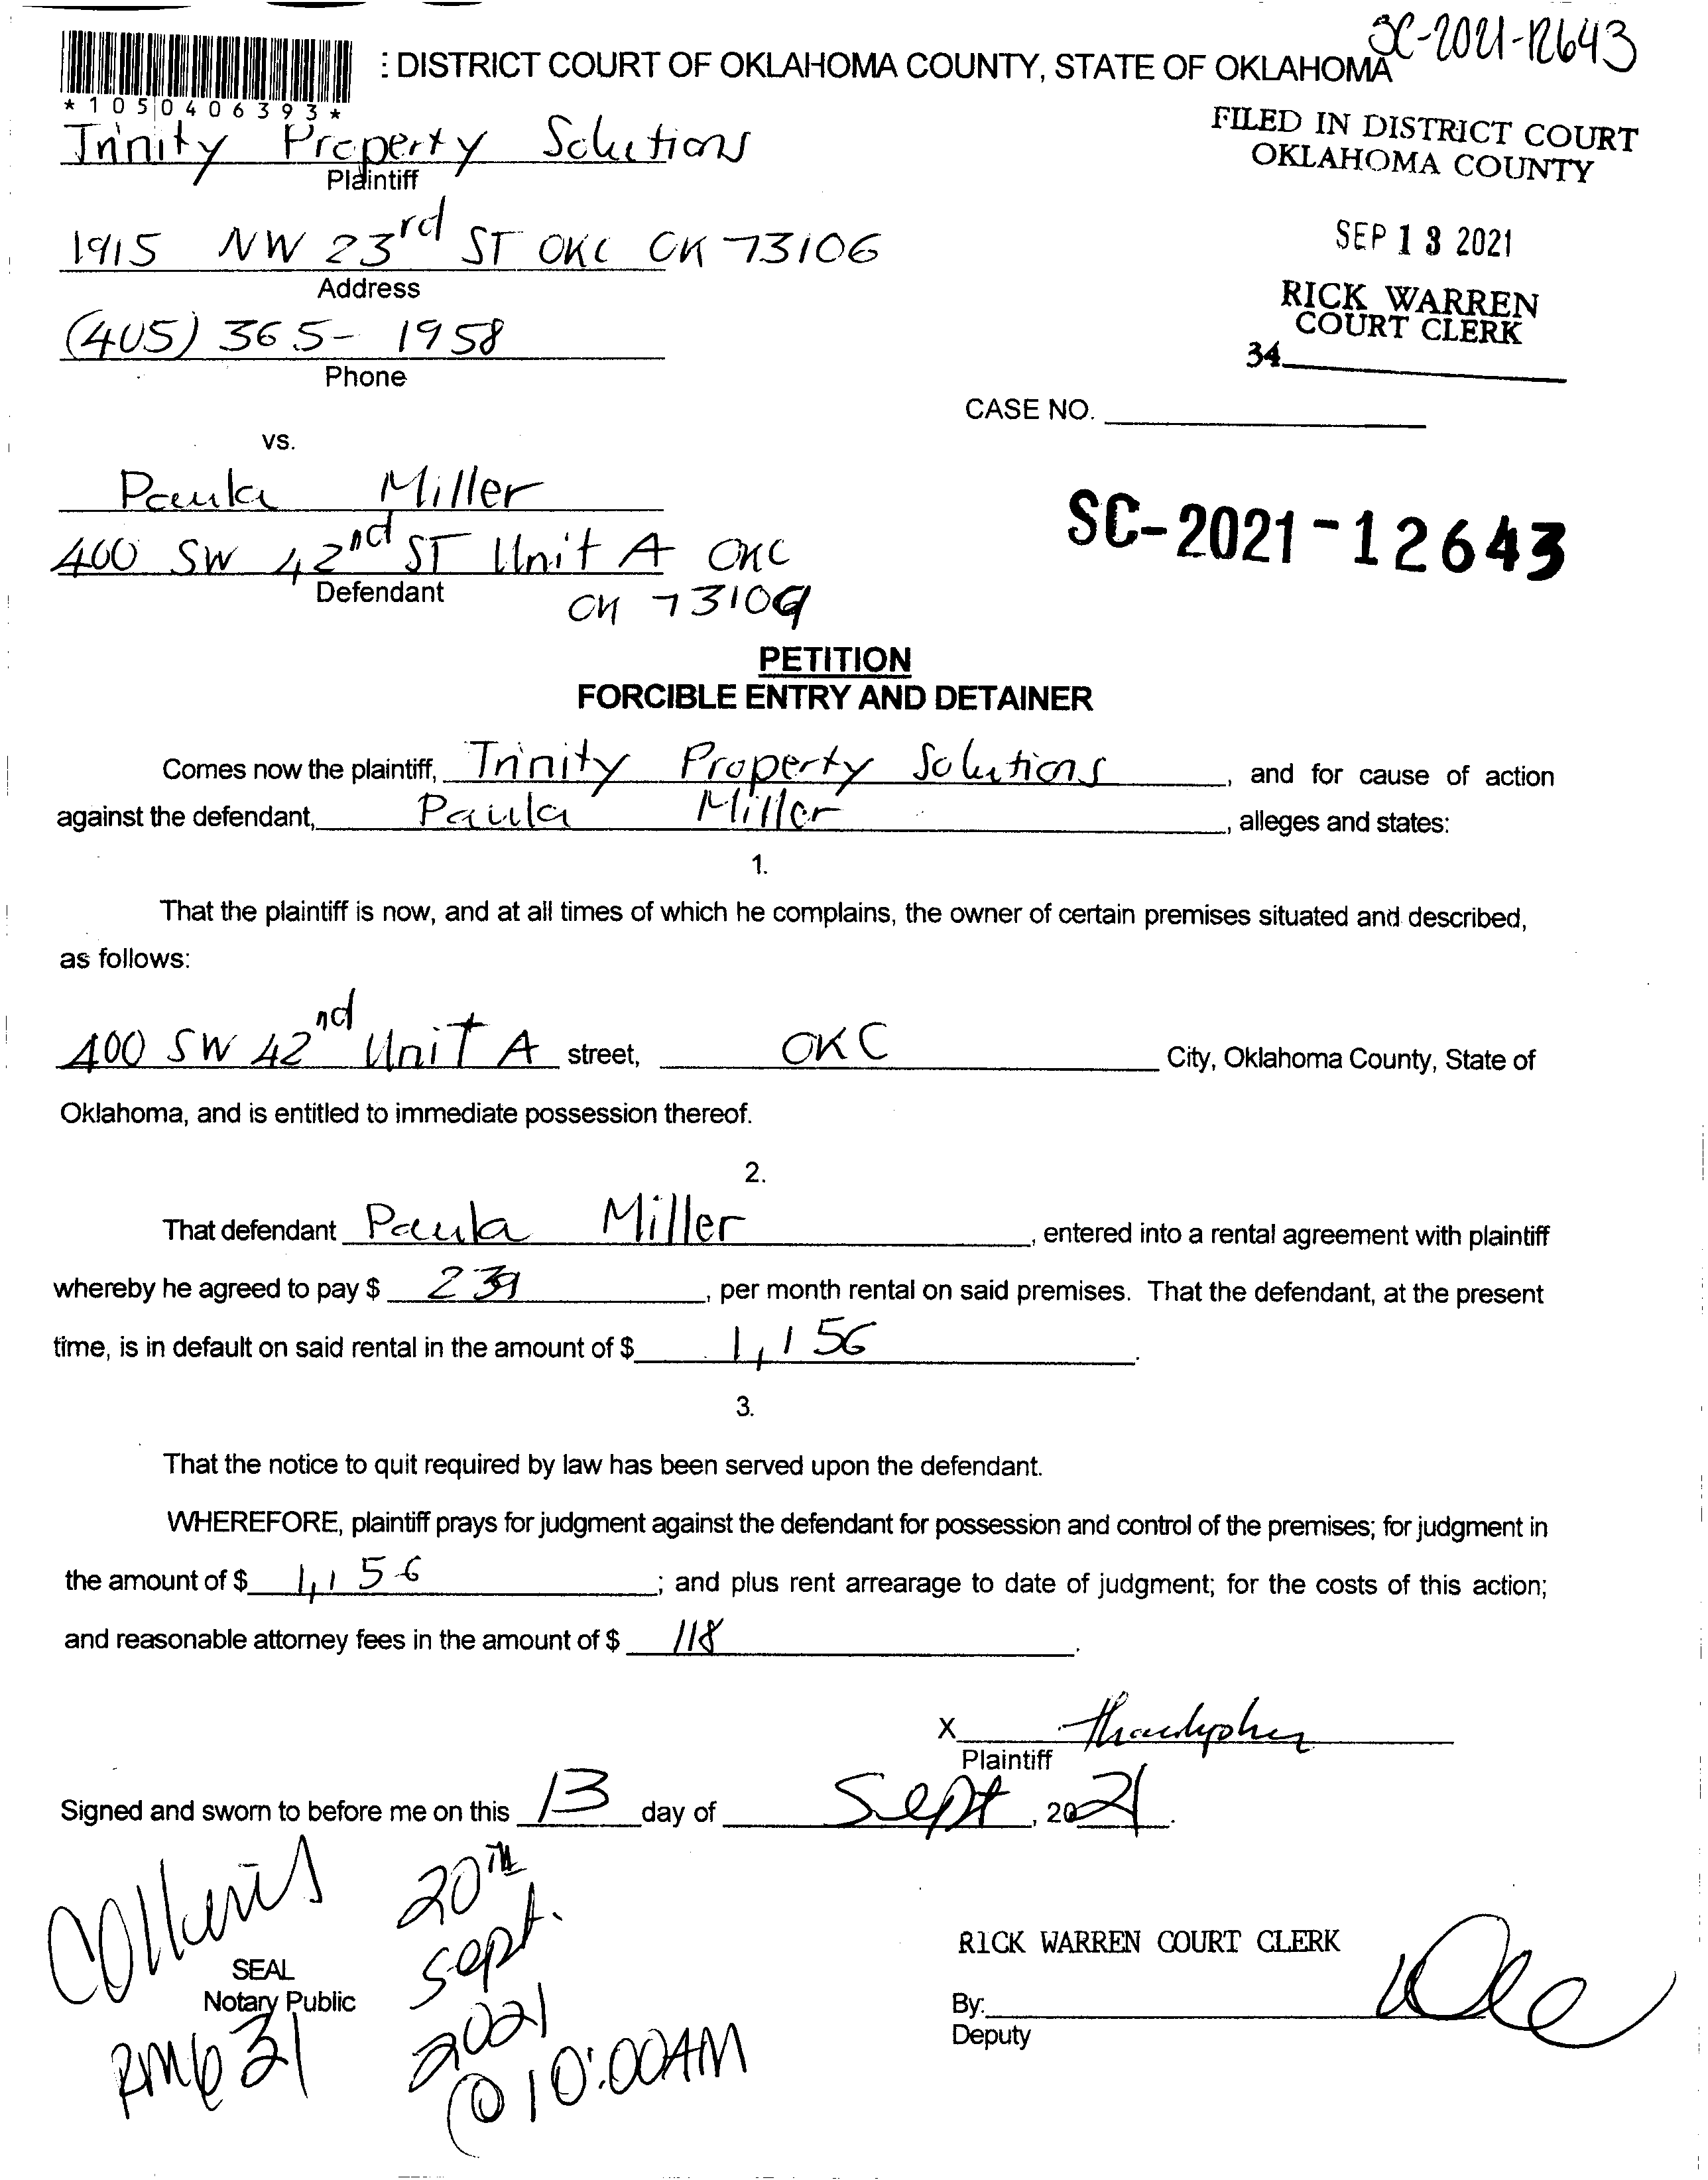 SC-2021-12643
: DISTRICT COURT OF OKLAHOMA COUNTY, STATE OF OKLAHOMA
* 1 0 5 0 4 0 6 3 9 3 *
FILED IN DISTRICT COURT
OKLAHOMA COUNTY
Trinity Property Solutions
Plaintiff
SEP 13 2021
1915 NW 23rd ST OKC OK 73106
Address
RICK WARREN
COURT CLERK
(405) 365-1958
34
Phone
CASE NO.
vs.
Paula Miller
SC-2021-12643
400 SW 42nd ST Unit A OKC
Defendant
OK 73109
PETITION
FORCIBLE ENTRY AND DETAINER
Comes now the plaintiff, Trinity Property Solutions, and for cause of action
against the defendant, Paula Miller, alleges and states:
1.
That the plaintiff is now, and at all times of which he complains, the owner of certain premises situated and described,
as follows:
400 SW 42nd Unit A street, OKC City, Oklahoma County, State of
Oklahoma, and is entitled to immediate possession thereof.
2.
That defendant Paula Miller, entered into a rental agreement with plaintiff
whereby he agreed to pay $ 239, per month rental on said premises. That the defendant, at the present
time, is in default on said rental in the amount of $ 1,156.
3.
That the notice to quit required by law has been served upon the defendant.
WHEREFORE, plaintiff prays for judgment against the defendant for possession and control of the premises; for judgment in
the amount of $ 1,156; and plus rent arrearage to date of judgment; for the costs of this action;
and reasonable attorney fees in the amount of $ 118.
X
Plaintiff
Signed and sworn to before me on this 13 day of Sept, 2021.
20TH
Sept.
2021
@ 10:00AM
SEAL
Notary Public
RICK WARREN COURT CLERK
By:
Deputy